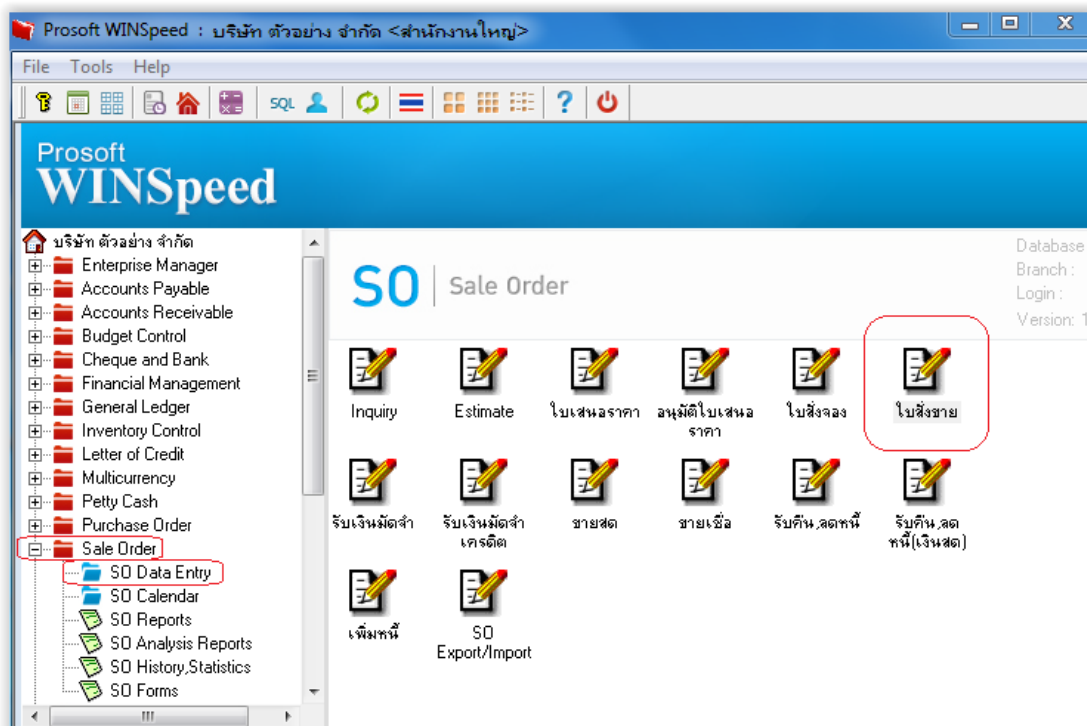 Prosoft WINSpeed : บริษัท ตัวอย่าง จำกัด <สำนักงานใหญ่>
File Tools Help
SQL
Prosoft
WINSpeed
บริษัท ตัวอย่าง จำกัด
Enterprise Manager
Accounts Payable
Accounts Receivable
Budget Control
Cheque and Bank
Financial Management
General Ledger
Inventory Control
Letter of Credit
Multicurrency
Petty Cash
Purchase Order
Sale Order
SO Data Entry
SO Calendar
SO Reports
SO Analysis Reports
SO History,Statistics
SO Forms
SO Sale Order
Database
Branch :
Login :
Version: 1
Inquiry
Estimate
ใบเสนอราคา
อนุมัติใบเสนอ
ราคา
ใบสั่งจอง
ใบสั่งขาย
รับเงินมัดจำ
รับเงินมัดจำ
เครดิต
ขายสด
ขายเชื่อ
รับคืน,ลดหนี้
รับคืน,ลด
หนี้(เงินสด)
เพิ่มหนี้
SO
Export/Import